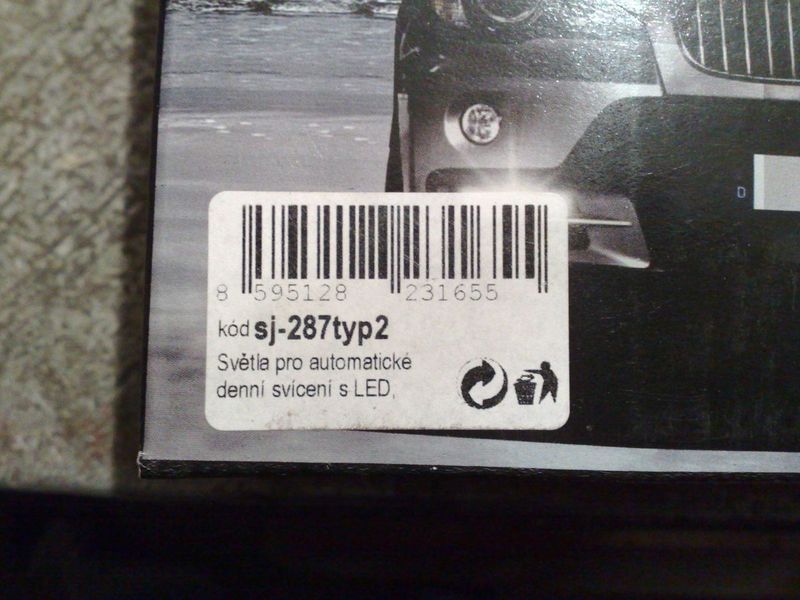 D
8 595128 231655
kód sj-287typ2
Světla pro automatické
denní svícení s LED,